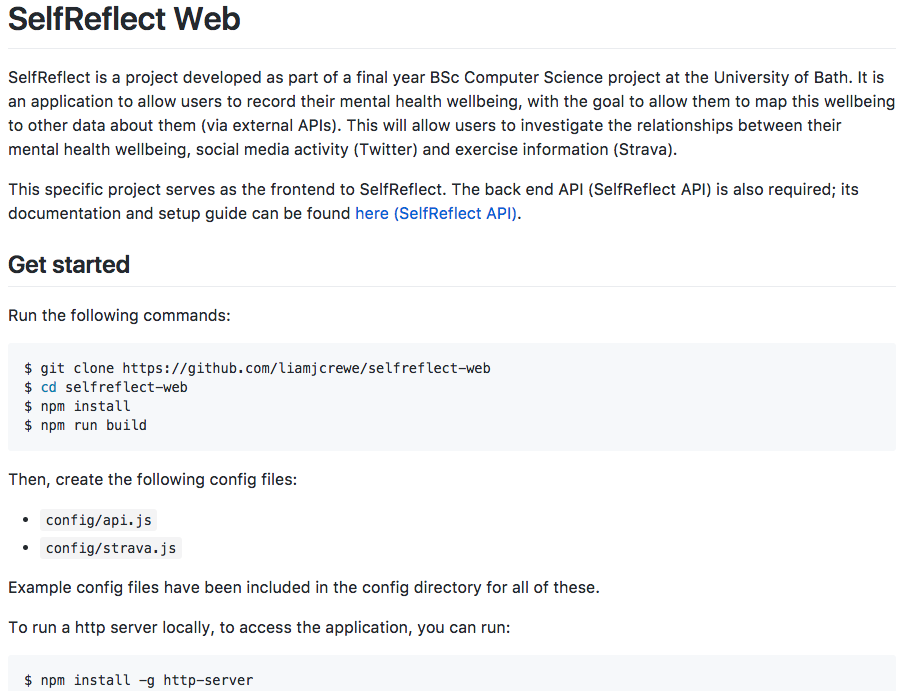 SelfReflect Web
SelfReflect is a project developed as part of a final year BSc Computer Science project at the University of Bath. It is
an application to allow users to record their mental health wellbeing, with the goal to allow them to map this wellbeing
to other data about them (via external APIs). This will allow users to investigate the relationships between their
mental health wellbeing, social media activity (Twitter) and exercise information (Strava).
This specific project serves as the frontend to SelfReflect. The back end API (SelfReflect API) is also required; its
documentation and setup guide can be found here (SelfReflect API).
Get started
Run the following commands:
$ git clone https://github.com/liamjcrewe/selfreflect-web
$ cd selfreflect-web
$ npm install
$ npm run build
Then, create the following config files:
• config/api.js
• config/strava.js
Example config files have been included in the config directory for all of these.
To run a http server locally, to access the application, you can run:
$ npm install -g http-server